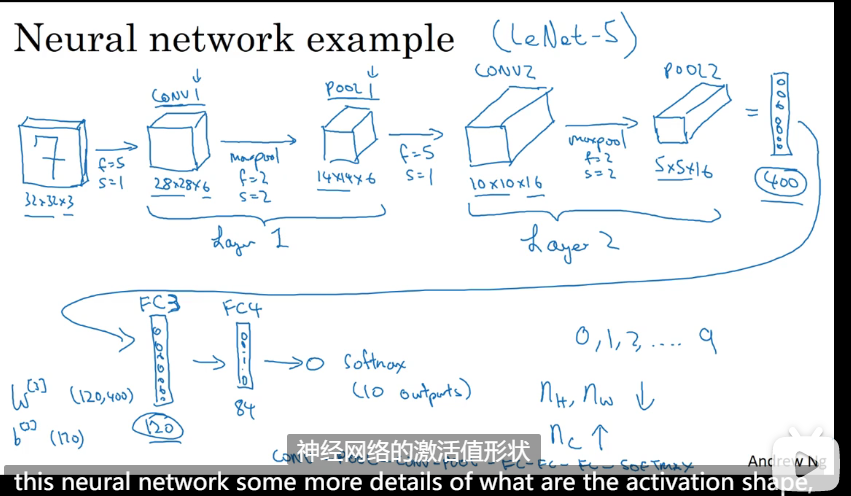 Neural network example (LeNet-5)
CONV1 POOL1 CONV2 POOL2
7
f=5
s=1
maxpool
f=2
s=2
f=5
s=1
maxpool
f=2
s=2
=
32×32×3 28×28×6 14×14×6 10×10×16 5×5×16 400
Layer 1 Layer 2
FC3 FC4
0,1,2,.... 9
Softmax
(10 outputs)
W[3] (120,400)
b[3] (120)
120 84
nH, nW ↓
nC ↑
CONV-POOL-CONV-POOL-FC-FC-FC-SOFTMAX
神经网络的激活值形状
Andrew Ng
this neural network some more details of what are the activation shape,